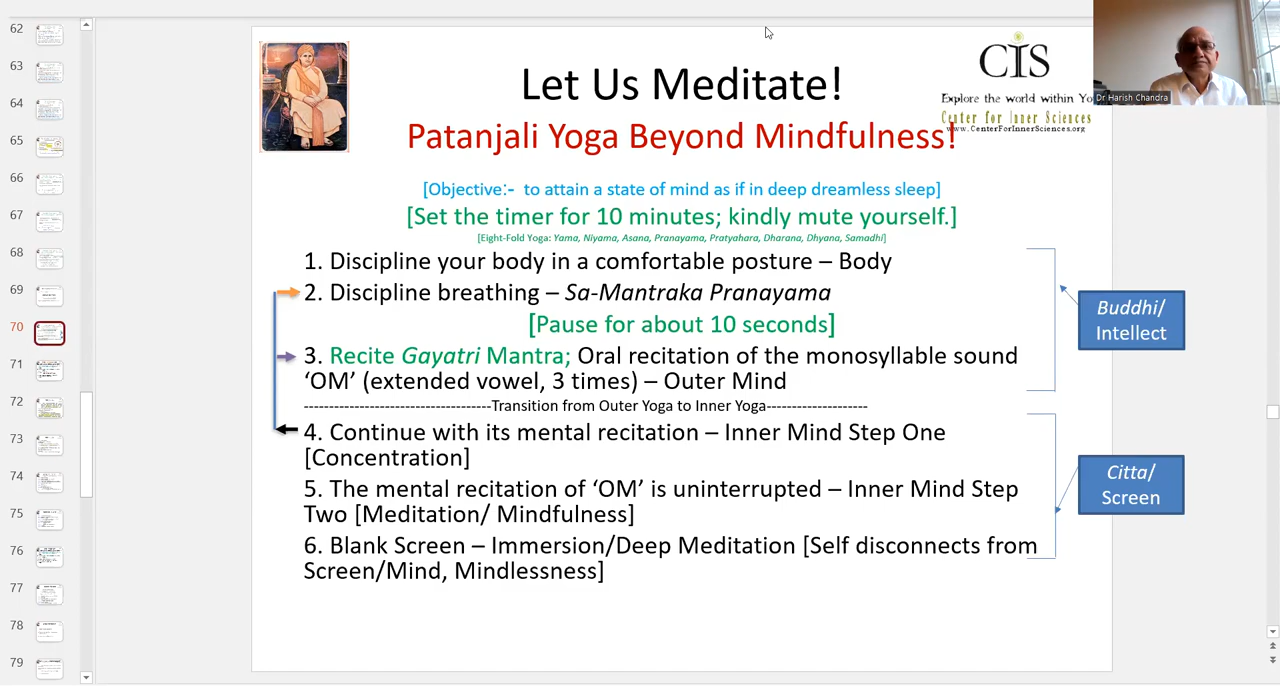 62
63
64
65
66
67
68
69
70
71
72
73
74
75
76
77
78
79
CIS
Explore the world within Yo
Center for Inner Sciences
www.CenterForInnerSciences.org
Dr Harish Chandra
Let Us Meditate!
Patanjali Yoga Beyond Mindfulness!
[Objective:- to attain a state of mind as if in deep dreamless sleep]
[Set the timer for 10 minutes; kindly mute yourself.]
[Eight-Fold Yoga: Yama, Niyama, Asana, Pranayama, Pratyahara, Dharana, Dhyana, Samadhi]
1. Discipline your body in a comfortable posture – Body
2. Discipline breathing – Sa-Mantraka Pranayama
[Pause for about 10 seconds]
3. Recite Gayatri Mantra; Oral recitation of the monosyllable sound
‘OM’ (extended vowel, 3 times) – Outer Mind
------------------------------------Transition from Outer Yoga to Inner Yoga-------------------
4. Continue with its mental recitation – Inner Mind Step One
[Concentration]
5. The mental recitation of ‘OM’ is uninterrupted – Inner Mind Step
Two [Meditation/ Mindfulness]
6. Blank Screen – Immersion/Deep Meditation [Self disconnects from
Screen/Mind, Mindlessness]
Buddhi/
Intellect
Citta/
Screen